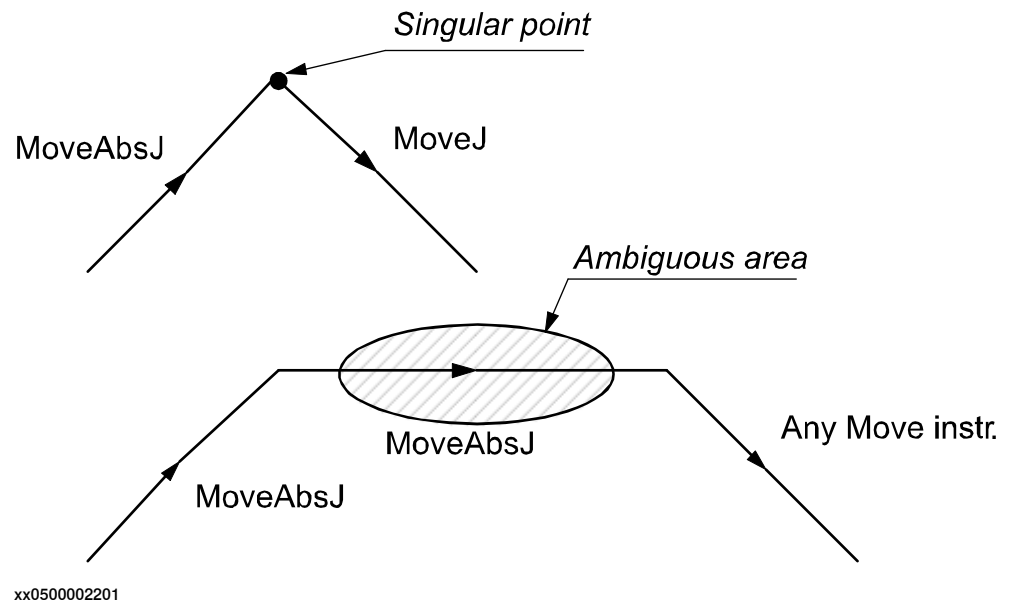 Singular point
MoveAbsJ
MoveJ
Ambiguous area
MoveAbsJ
Any Move instr.
MoveAbsJ
xx0500002201